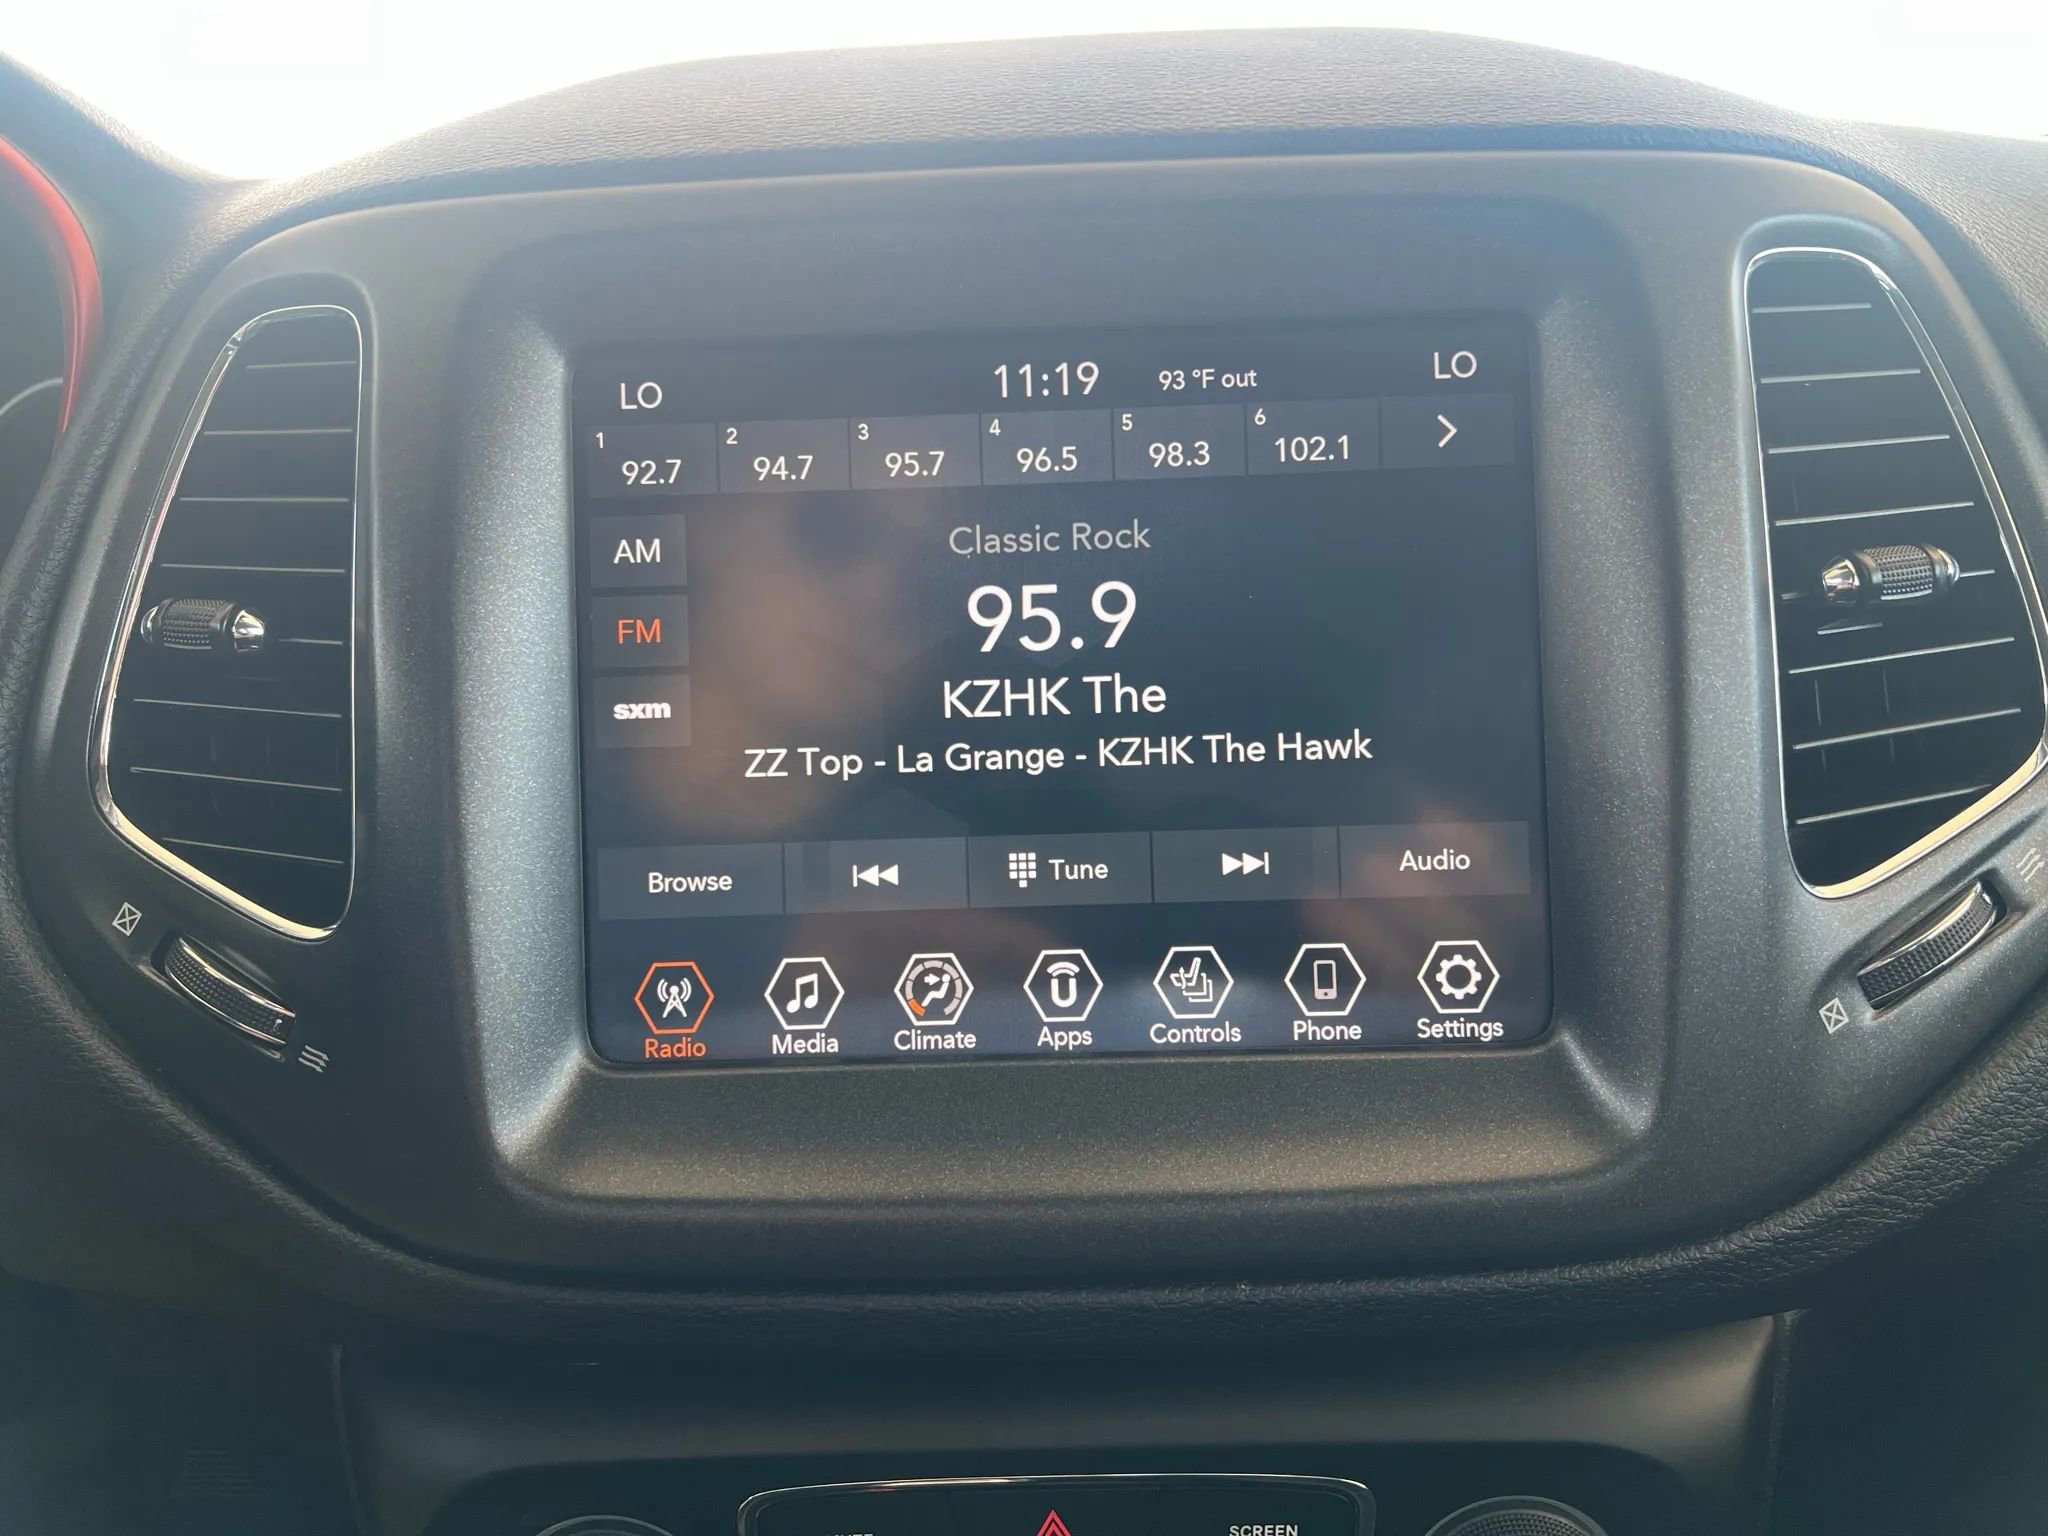 LO 11:19 93 °F out LO
1 92.7 2 94.7 3 95.7 4 96.5 5 98.3 6 102.1
AM
Classic Rock
FM
95.9
sxm
KZHK The
ZZ Top - La Grange - KZHK The Hawk
Browse Tune Audio
Radio Media Climate Apps Controls Phone Settings
SCREEN